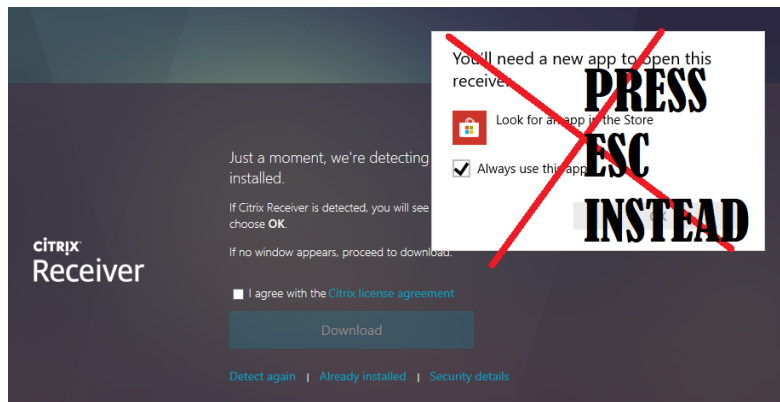 You'll need a new app to open this
receiver
Look for an app in the Store
Always use this app
OK
PRESS
ESC
INSTEAD
Just a moment, we're detecting
installed.
If Citrix Receiver is detected, you will see
choose OK.
If no window appears, proceed to download.
CİTRIX
Receiver
I agree with the Citrix license agreement
Download
Detect again | Already installed | Security details